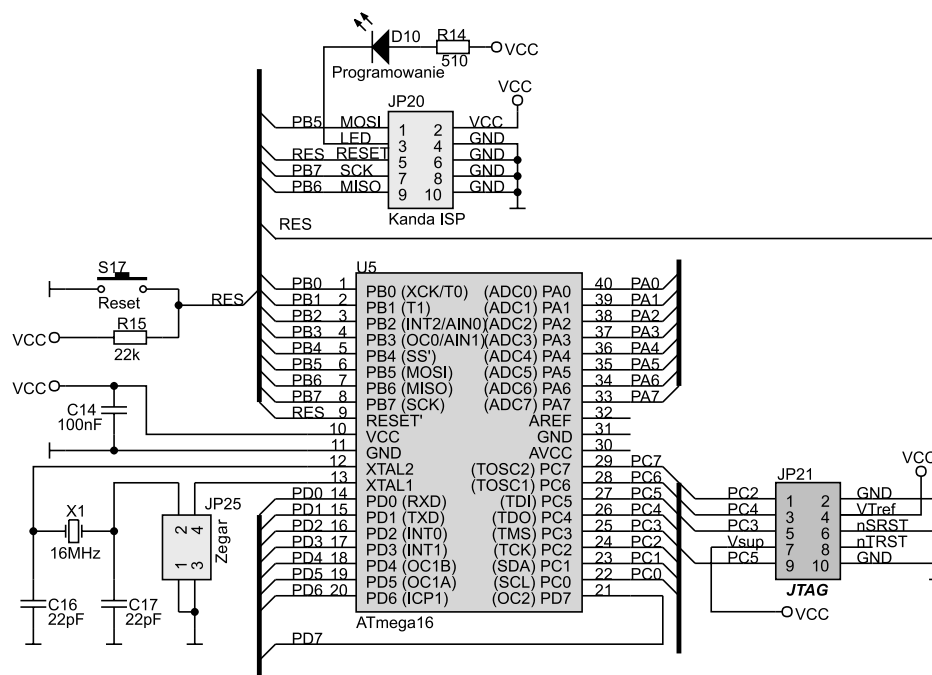 D10
R14
510
VCC
Programowanie
VCC
JP20
PB5 MOSI 1 2 VCC
LED 3 4 GND
RES RESET 5 6 GND
PB7 SCK 7 8 GND
PB6 MISO 9 10 GND
Kanda ISP
RES
S17
Reset
RES
VCC
R15
22k
VCC
C14
100nF
U5
PB0 1 PB0 (XCK/T0) (ADC0) PA0 40 PA0
PB1 2 PB1 (T1) (ADC1) PA1 39 PA1
PB2 3 PB2 (INT2/AIN0) (ADC2) PA2 38 PA2
PB3 4 PB3 (OC0/AIN1) (ADC3) PA3 37 PA3
PB4 5 PB4 (SS') (ADC4) PA4 36 PA4
PB5 6 PB5 (MOSI) (ADC5) PA5 35 PA5
PB6 7 PB6 (MISO) (ADC6) PA6 34 PA6
PB7 8 PB7 (SCK) (ADC7) PA7 33 PA7
RES 9 RESET' AREF 32
10 VCC GND 31
11 GND AVCC 30
12 XTAL2 (TOSC2) PC7 29 PC7
13 XTAL1 (TOSC1) PC6 28 PC6
PD0 14 PD0 (RXD) (TDI) PC5 27 PC5
PD1 15 PD1 (TXD) (TDO) PC4 26 PC4
PD2 16 PD2 (INT0) (TMS) PC3 25 PC3
PD3 17 PD3 (INT1) (TCK) PC2 24 PC2
PD4 18 PD4 (OC1B) (SDA) PC1 23 PC1
PD5 19 PD5 (OC1A) (SCL) PC0 22 PC0
PD6 20 PD6 (ICP1) (OC2) PD7 21
ATmega16
PD7
X1
16MHz
C16
22pF
C17
22pF
JP25
2 4
1 3
Zegar
VCC
JP21
PC2 1 2 GND
PC4 3 4 VTref
PC3 5 6 nSRST
Vsup 7 8 nTRST
PC5 9 10 GND
JTAG
VCC